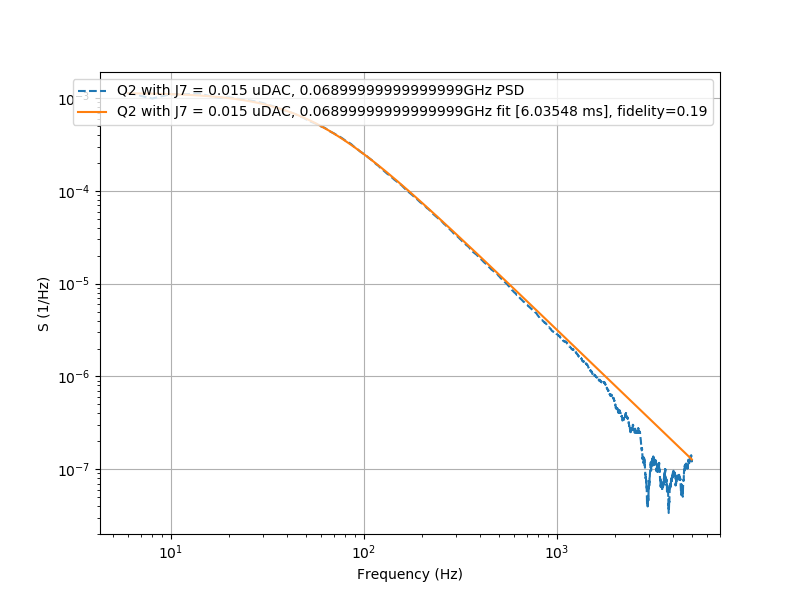 Q2 with J7 = 0.015 uDAC, 0.06899999999999999GHz PSD
Q2 with J7 = 0.015 uDAC, 0.06899999999999999GHz fit [6.03548 ms], fidelity=0.19
10⁻³
10⁻⁴
10⁻⁵
10⁻⁶
10⁻⁷
S (1/Hz)
10¹ 10² 10³
Frequency (Hz)